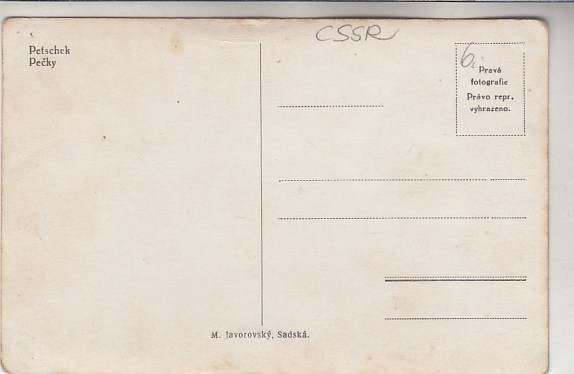 Petschek
Pečky
CSSR
6,
Pravá
fotografie
Právo repr.
vyhrazeno.
M. Javorovský, Sadská.